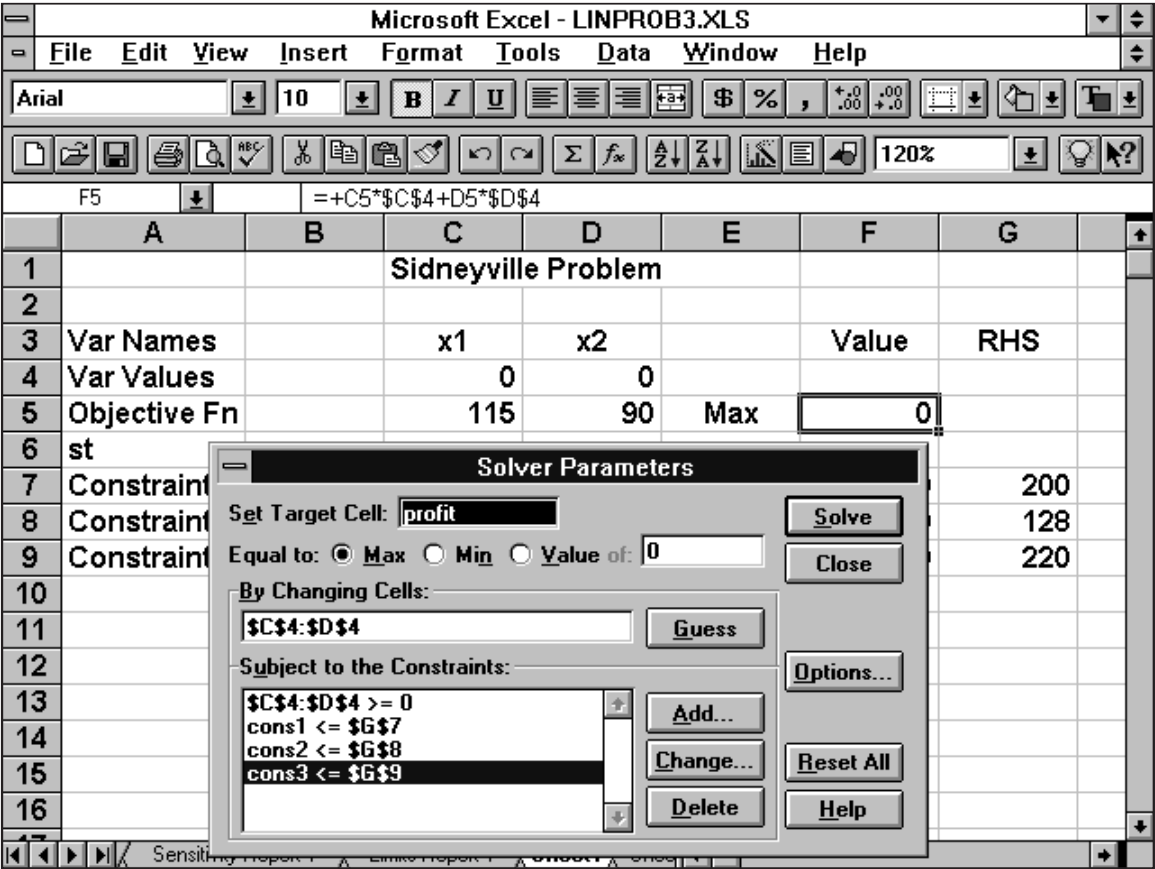 Microsoft Excel - LINPROB3.XLS
File Edit View Insert Format Tools Data Window Help
Arial 10 B I U $ % , .00
ABC Σ fx A Z Z A 120% ?
F5 =+C5*$C$4+D5*$D$4
A B C D E F G
1 Sidneyville Problem
2
3 Var Names x1 x2 Value RHS
4 Var Values 0 0
5 Objective Fn 115 90 Max 0
6 st
7 Constraint 200
8 Constraint 128
9 Constraint 220
10
11
12
13
14
15
16
Solver Parameters
Set Target Cell: profit Solve
Equal to: Max Min Value of: 0 Close
By Changing Cells:
$C$4:$D$4 Guess
Subject to the Constraints: Options...
$C$4:$D$4 >= 0 Add...
cons1 <= $G$7
cons2 <= $G$8 Change... Reset All
cons3 <= $G$9
Delete Help